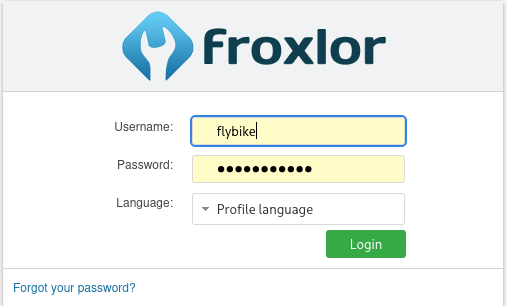 froxlor
Username: flybike
Password: ●●●●●●●●●●●
Language: Profile language
Login
Forgot your password?